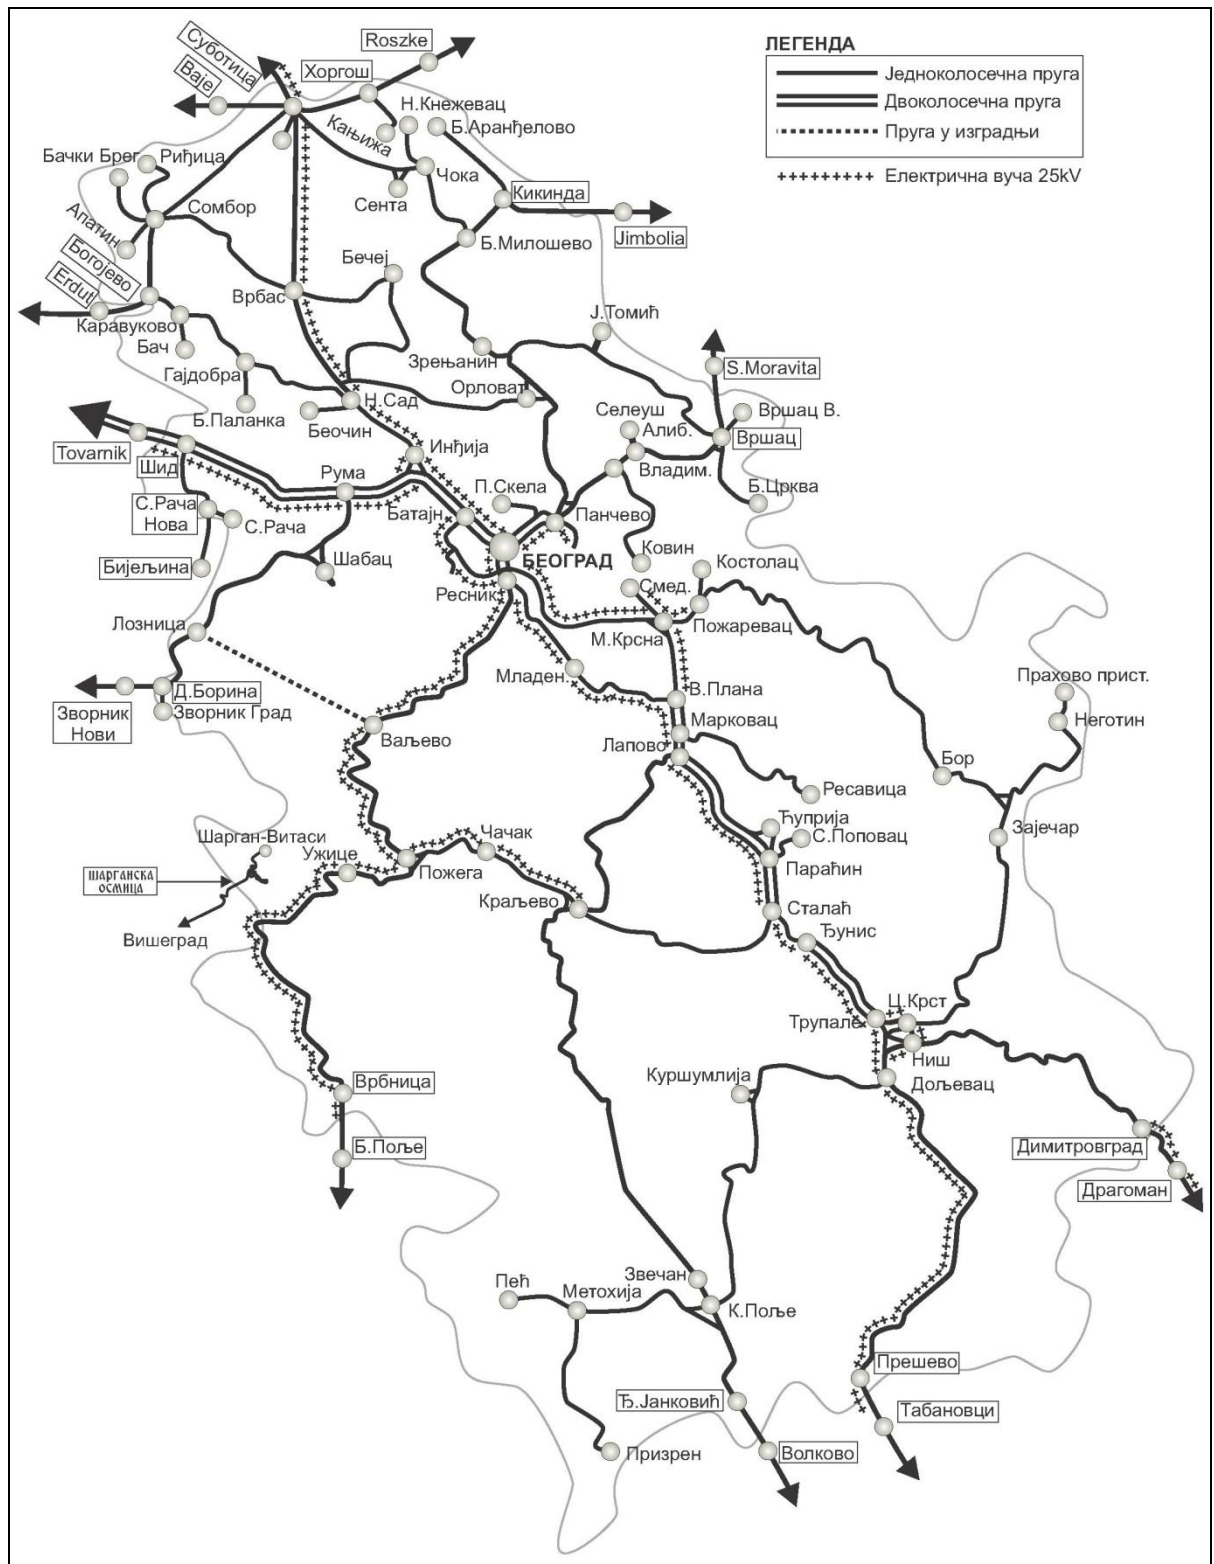 ЛЕГЕНДА
Једноколосечна пруга
Двоколосечна пруга
Пруга у изградњи
Електрична вуча 25kV
Roszke
Суботица
Хоргош
Baje
Н.Кнежевац
Кањижа
Б.Аранђелово
Бачки Брег
Риђица
Чока
Сента
Кикинда
Сомбор
Апатин
Jimbolia
Б.Милошево
Богојево
Бечеј
Erdut
Врбас
Каравуково
Ј.Томић
Бач
Зрењанин
S.Moravita
Гајдобра
Орловат
Н.Сад
Селеуш
Вршац В.
Б.Паланка
Беочин
Алиб.
Вршац
Tovarnik
Инђија
Шид
Владим.
Рума
П.Скела
Б.Црква
С.Рача
Нова
Батајн
Панчево
С.Рача
БЕОГРАД
Ковин
Шабац
Костолац
Бијељина
Ресник
Смед.
Лозница
М.Крсна
Пожаревац
Младен.
Прахово прист.
Д.Борина
В.Плана
Зворник
Нови
Зворник Град
Марковац
Неготин
Ваљево
Лапово
Бор
Ресавица
Ћуприја
Шарган-Витаси
Чачак
С.Поповац
Зајечар
Ужице
ШАРГАНСКА
ОСМИЦА
Пожега
Параћин
Краљево
Сталаћ
Вишеград
Ђунис
Ц.Крст
Трупале
Ниш
Врбница
Куршумлија
Дољевац
Б.Поље
Димитровград
Драгоман
Звечан
Пећ
Метохија
К.Поље
Прешево
Ђ.Јанковић
Табановци
Призрен
Волково